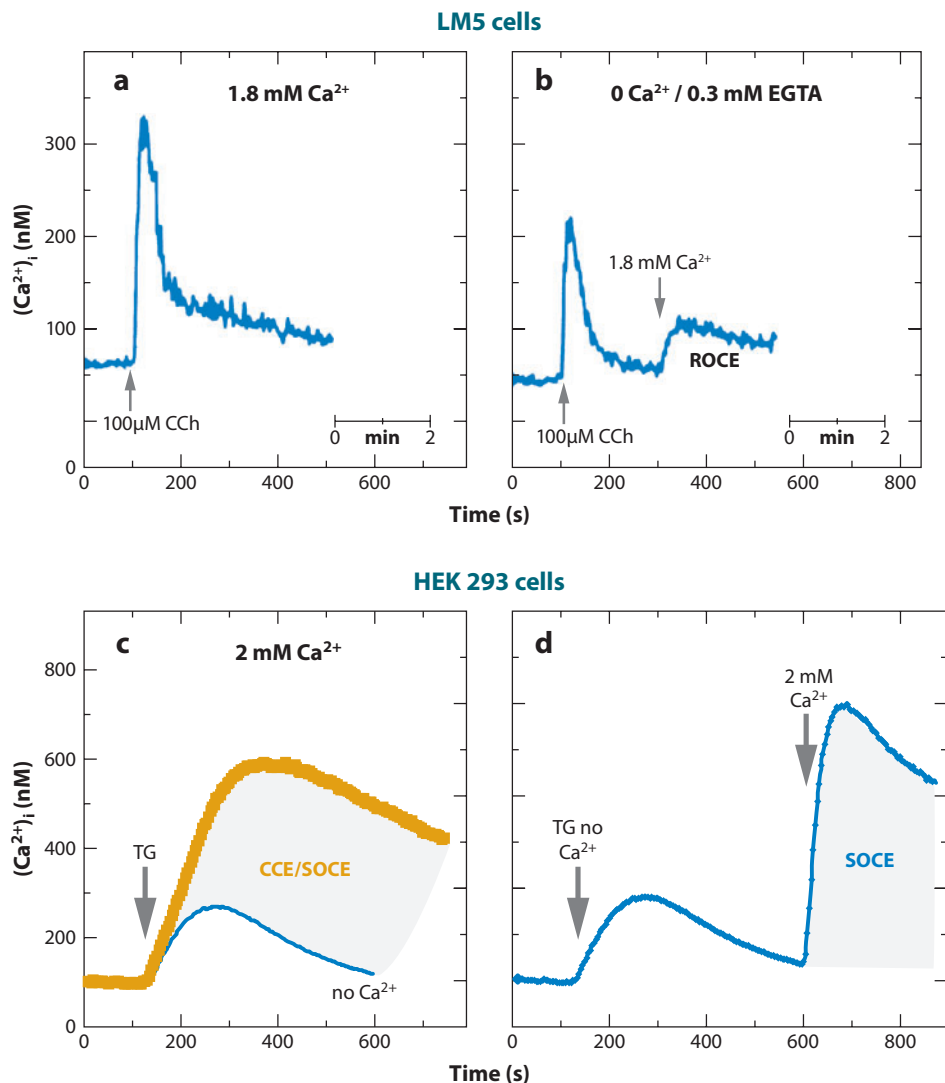 LM5 cells
a
1.8 mM Ca²⁺
(Ca²⁺)ᵢ (nM)
300
200
100
0
100μM CCh
0 min 2
0 200 400 600
Time (s)
b
0 Ca²⁺ / 0.3 mM EGTA
1.8 mM Ca²⁺
ROCE
100μM CCh
0 min 2
0 200 400 600 800
Time (s)
HEK 293 cells
c
2 mM Ca²⁺
(Ca²⁺)ᵢ (nM)
800
600
400
200
0
TG
CCE/SOCE
no Ca²⁺
0 200 400 600
Time (s)
d
2 mM
Ca²⁺
TG no
Ca²⁺
SOCE
0 200 400 600 800
Time (s)